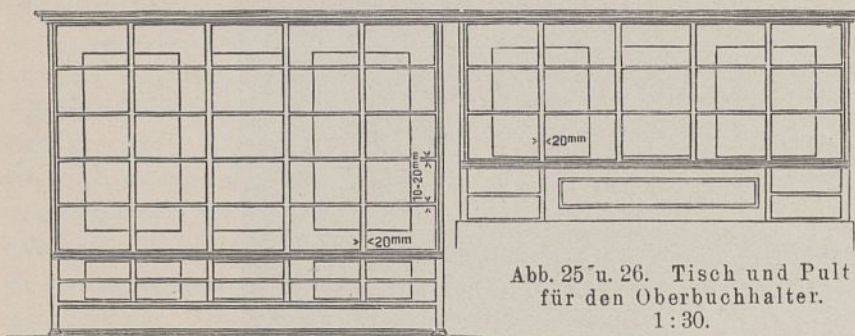 10-20mm
> <20mm
> <20mm
Abb. 25 u. 26. Tisch und Pult
für den Oberbuchhalter.
1:30.